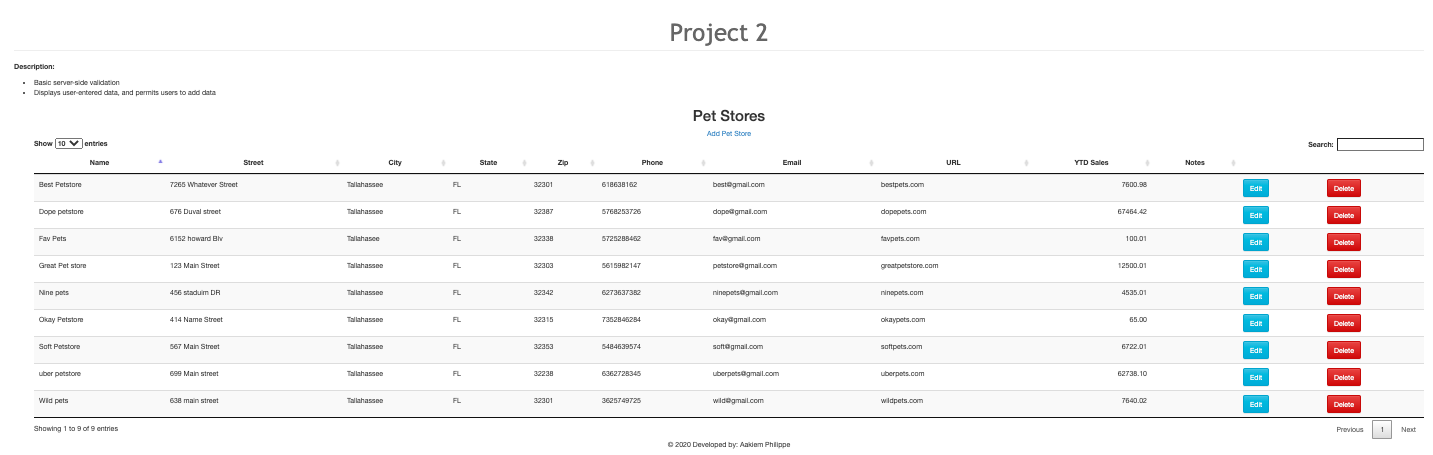 Project 2
Description:
Basic server-side validation
Displays user-entered data, and permits users to add data
Pet Stores
Add Pet Store
Show 10 entries Search:
Name Street City State Zip Phone Email URL YTD Sales Notes
Best Petstore 7265 Whatever Street Tallahassee FL 32301 618638162 best@gmail.com bestpets.com 7600.98 Edit Delete
Dope petstore 676 Duval street Tallahassee FL 32387 5768253726 dope@gmail.com dopepets.com 67464.42 Edit Delete
Fav Pets 6152 howard Blv Tallahasee FL 32338 5725288462 fav@gmail.com favpets.com 100.01 Edit Delete
Great Pet store 123 Main Street Tallahassee FL 32303 5615982147 petstore@gmail.com greatpetstore.com 12500.01 Edit Delete
Nine pets 456 staduim DR Tallahassee FL 32342 6273637382 ninepets@gmail.com ninepets.com 4535.01 Edit Delete
Okay Petstore 414 Name Street Tallahassee FL 32315 7352846284 okay@gmail.com okaypets.com 65.00 Edit Delete
Soft Petstore 567 Main Street Tallahassee FL 32353 5484639574 soft@gmail.com softpets.com 6722.01 Edit Delete
uber petstore 699 Main street Tallahassee FL 32238 6362728345 uberpets@gmail.com uberpets.com 62738.10 Edit Delete
Wild pets 638 main street Tallahassee FL 32301 3625749725 wild@gmail.com wildpets.com 7640.02 Edit Delete
Showing 1 to 9 of 9 entries Previous 1 Next
© 2020 Developed by: Aakiem Philippe